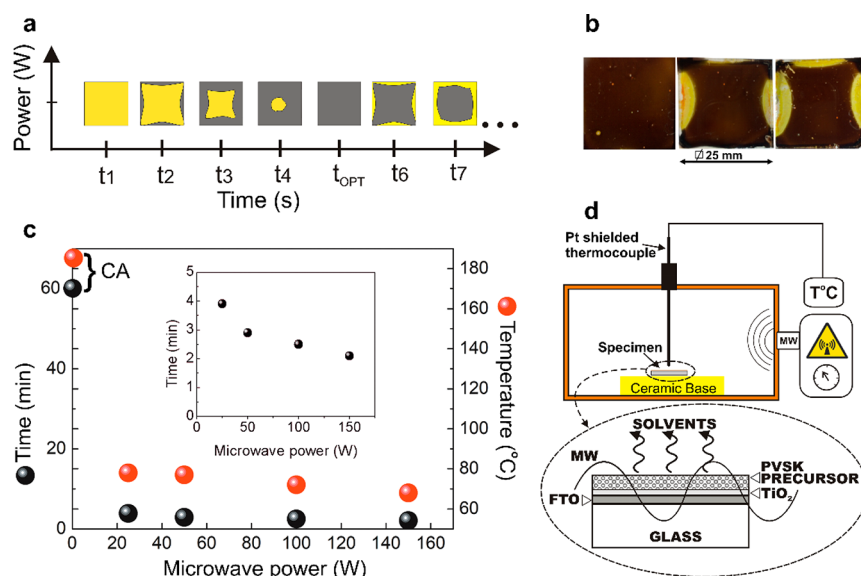 a
Power (W)
t1 t2 t3 t4 tOPT t6 t7
Time (s)
b
25 mm
c
CA
Time (min)
60
40
20
0
0 20 40 60 80 100 120 140 160
Microwave power (W)
Temperature (°C)
180
160
140
120
100
80
60
Time (min)
5
4
3
2
1
0
0 50 100 150
Microwave power (W)
d
Pt shielded
thermocouple
T°C
MW
Specimen
Ceramic Base
SOLVENTS
MW
PVSK
PRECURSOR
TiO₂
FTO
GLASS